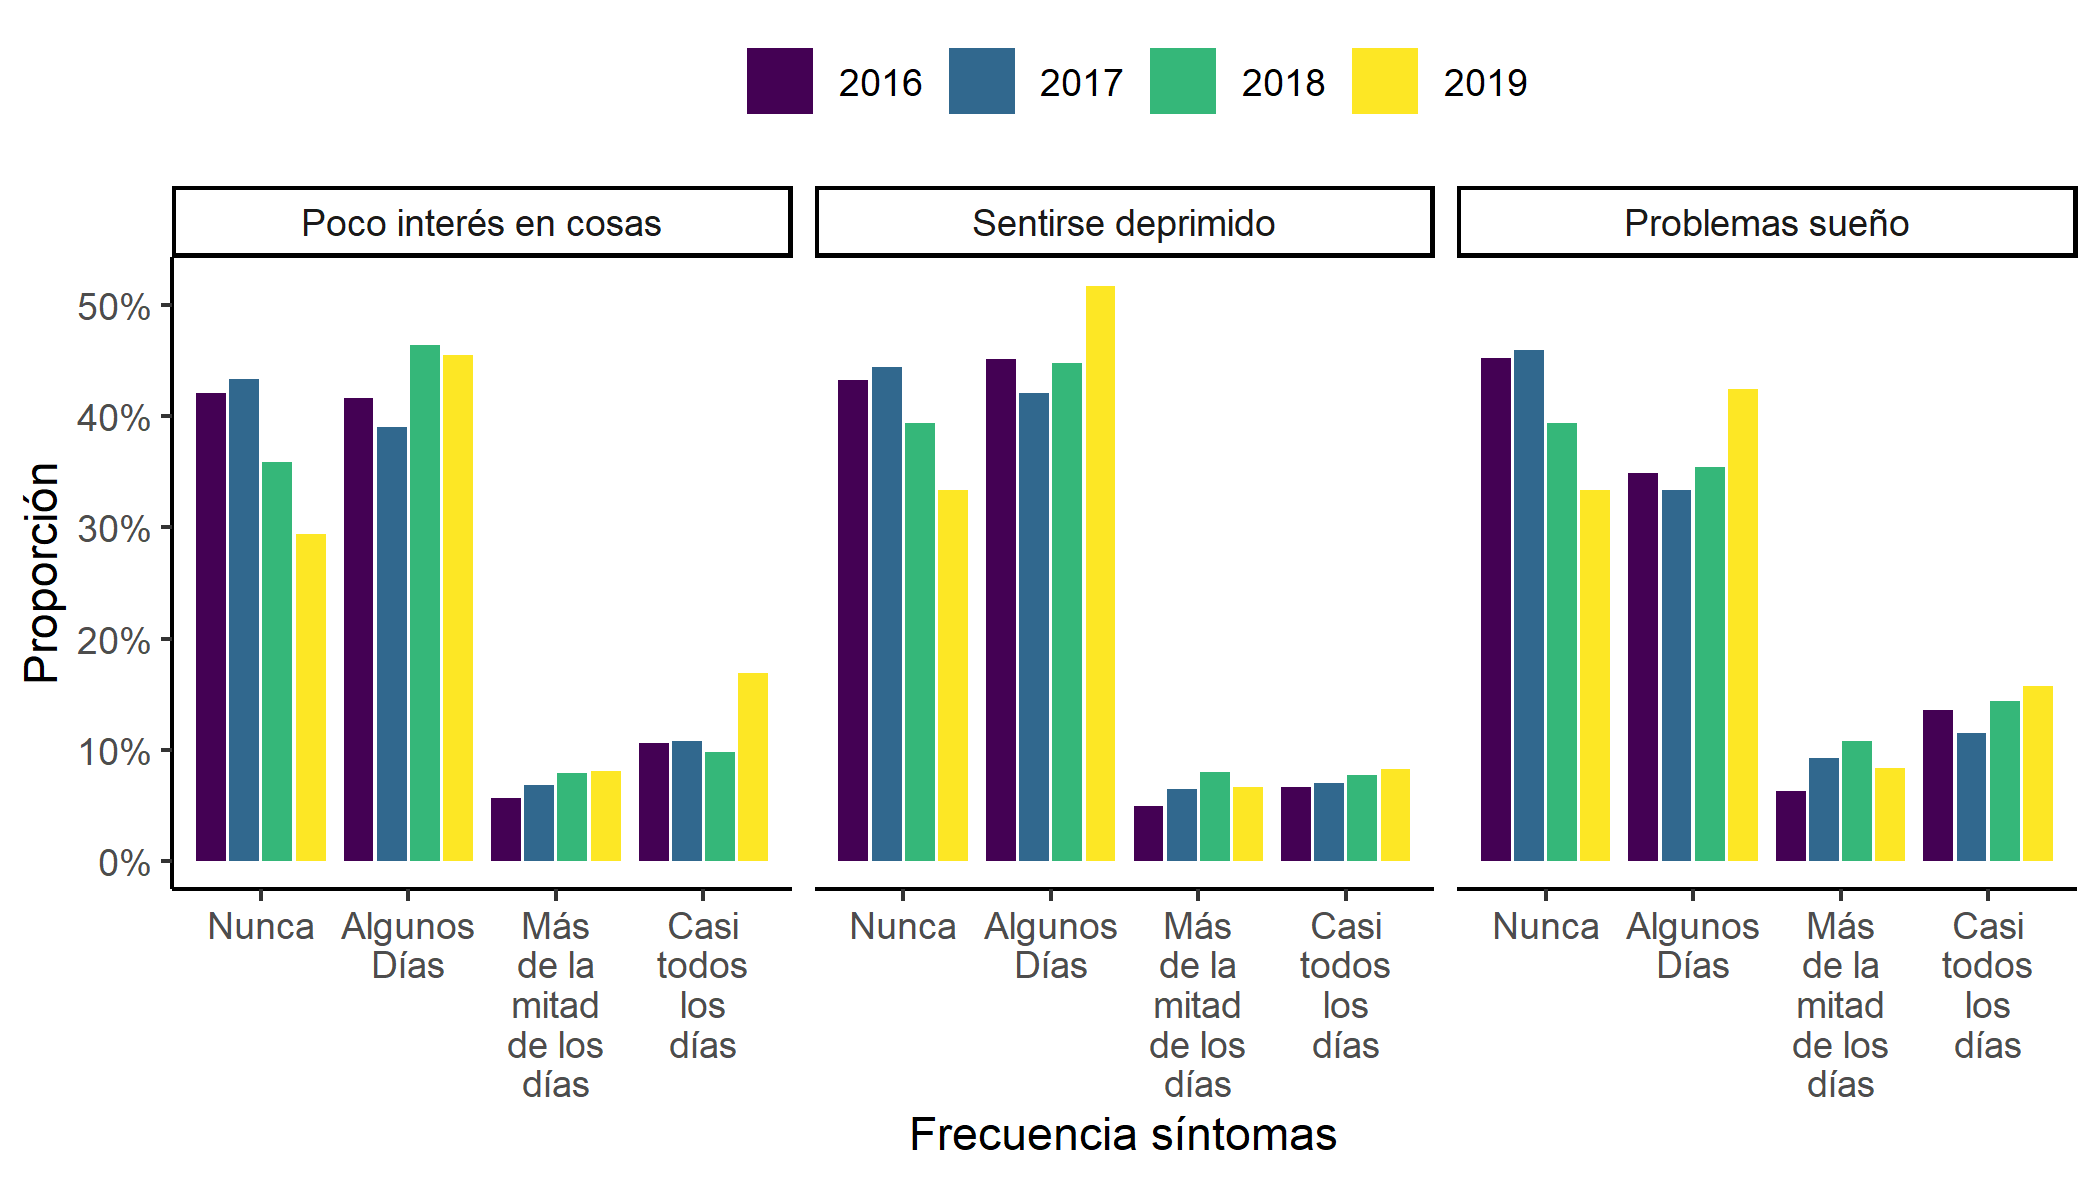 2016 2017 2018 2019
Poco interés en cosas
Sentirse deprimido
Problemas sueño
Proporción
50%
40%
30%
20%
10%
0%
Nunca
Algunos
Días
Más
de la
mitad
de los
días
Casi
todos
los
días
Nunca
Algunos
Días
Más
de la
mitad
de los
días
Casi
todos
los
días
Nunca
Algunos
Días
Más
de la
mitad
de los
días
Casi
todos
los
días
Frecuencia síntomas